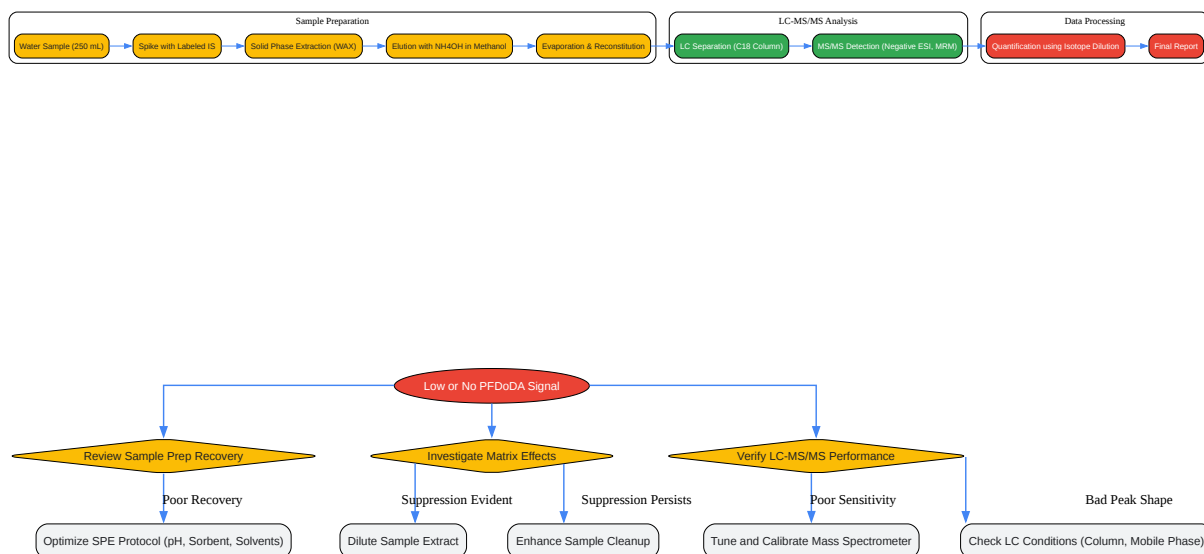 Sample Preparation
LC-MS/MS Analysis
Data Processing
Water Sample (250 mL)
Spike with Labeled IS
Solid Phase Extraction (WAX)
Elution with NH4OH in Methanol
Evaporation & Reconstitution
LC Separation (C18 Column)
MS/MS Detection (Negative ESI, MRM)
Quantification using Isotope Dilution
Final Report
Low or No PFDoDA Signal
Review Sample Prep Recovery
Investigate Matrix Effects
Verify LC-MS/MS Performance
Poor Recovery
Suppression Evident
Suppression Persists
Poor Sensitivity
Bad Peak Shape
Optimize SPE Protocol (pH, Sorbent, Solvents)
Dilute Sample Extract
Enhance Sample Cleanup
Tune and Calibrate Mass Spectrometer
Check LC Conditions (Column, Mobile Phase)